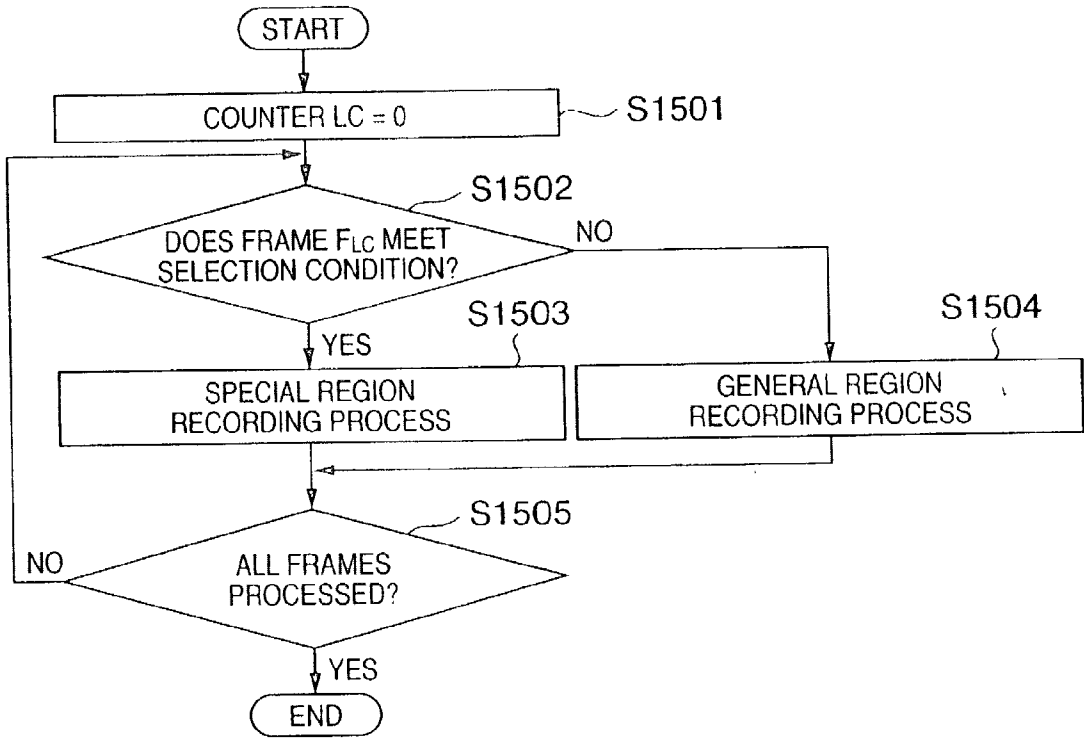 START
COUNTER LC = 0
S1501
S1502
DOES FRAME FLC MEET
SELECTION CONDITION?
NO
YES
S1503
SPECIAL REGION
RECORDING PROCESS
S1504
GENERAL REGION
RECORDING PROCESS
S1505
ALL FRAMES
PROCESSED?
NO
YES
END